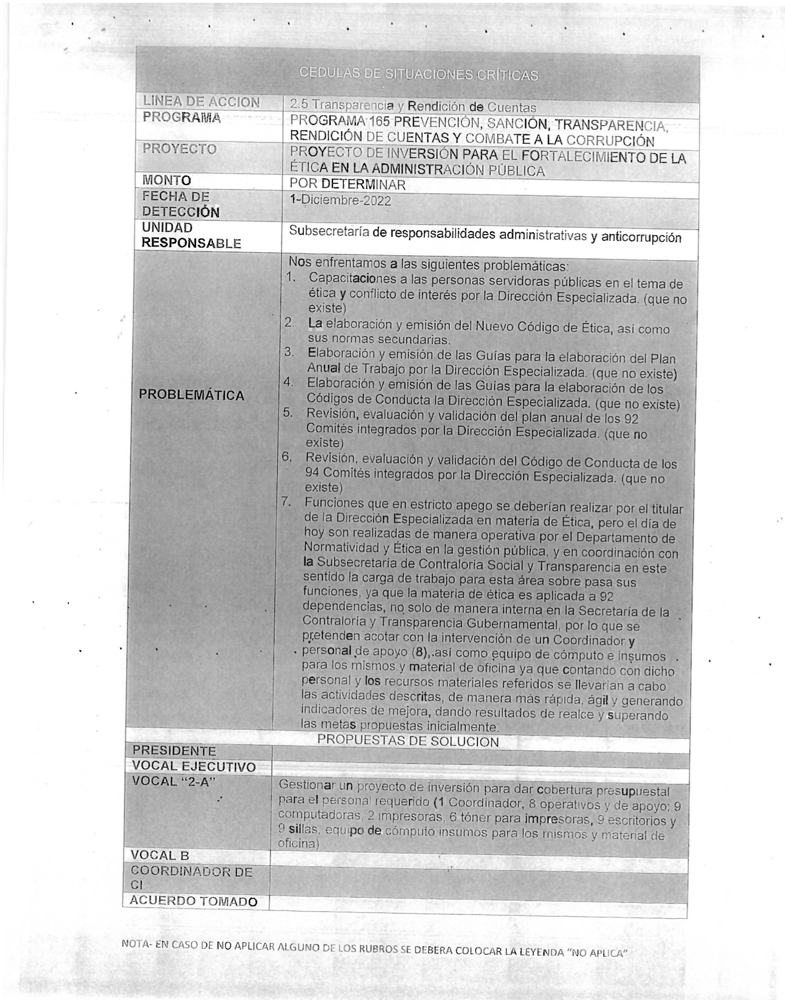 CEDULAS DE SITUACIONES CRÍTICAS
LINEA DE ACCION
2.5 Transparencia y Rendición de Cuentas
PROGRAMA
PROGRAMA 165 PREVENCIÓN, SANCIÓN, TRANSPARENCIA,
RENDICIÓN DE CUENTAS Y COMBATE A LA CORRUPCIÓN
PROYECTO
PROYECTO DE INVERSIÓN PARA EL FORTALECIMIENTO DE LA
ÉTICA EN LA ADMINISTRACIÓN PÚBLICA
MONTO
POR DETERMINAR
FECHA DE
DETECCIÓN
1-Diciembre-2022
UNIDAD
RESPONSABLE
Subsecretaría de responsabilidades administrativas y anticorrupción
PROBLEMÁTICA
Nos enfrentamos a las siguientes problemáticas:
1. Capacitaciones a las personas servidoras públicas en el tema de
ética y conflicto de interés por la Dirección Especializada. (que no
existe)
2. La elaboración y emisión del Nuevo Código de Ética, así como
sus normas secundarias.
3. Elaboración y emisión de las Guías para la elaboración del Plan
Anual de Trabajo por la Dirección Especializada. (que no existe)
4. Elaboración y emisión de las Guías para la elaboración de los
Códigos de Conducta la Dirección Especializada. (que no existe)
5. Revisión, evaluación y validación del plan anual de los 92
Comités integrados por la Dirección Especializada. (que no
existe)
6. Revisión, evaluación y validación del Código de Conducta de los
94 Comités integrados por la Dirección Especializada. (que no
existe)
7. Funciones que en estricto apego se deberían realizar por el titular
de la Dirección Especializada en materia de Ética, pero el día de
hoy son realizadas de manera operativa por el Departamento de
Normatividad y Ética en la gestión pública, y en coordinación con
la Subsecretaría de Contraloría Social y Transparencia en este
sentido la carga de trabajo para esta área sobre pasa sus
funciones, ya que la materia de ética es aplicada a 92
dependencias, no solo de manera interna en la Secretaría de la
Contraloría y Transparencia Gubernamental, por lo que se
pretenden acotar con la intervención de un Coordinador y
personal de apoyo (8), así como equipo de cómputo e insumos
para los mismos y material de oficina ya que contando con dicho
personal y los recursos materiales referidos se llevarían a cabo
las actividades descritas, de manera más rápida, ágil y generando
indicadores de mejora, dando resultados de realce y superando
las metas propuestas inicialmente.
PROPUESTAS DE SOLUCION
PRESIDENTE
VOCAL EJECUTIVO
VOCAL "2-A"
Gestionar un proyecto de inversión para dar cobertura presupuestal
para el personal requerido (1 Coordinador, 8 operativos y de apoyo; 9
computadoras, 2 impresoras, 6 tóner para impresoras, 9 escritorios y
9 sillas, equipo de cómputo insumos para los mismos y material de
oficina)
VOCAL B
COORDINADOR DE
CI
ACUERDO TOMADO
NOTA- EN CASO DE NO APLICAR ALGUNO DE LOS RUBROS SE DEBERA COLOCAR LA LEYENDA "NO APLICA"